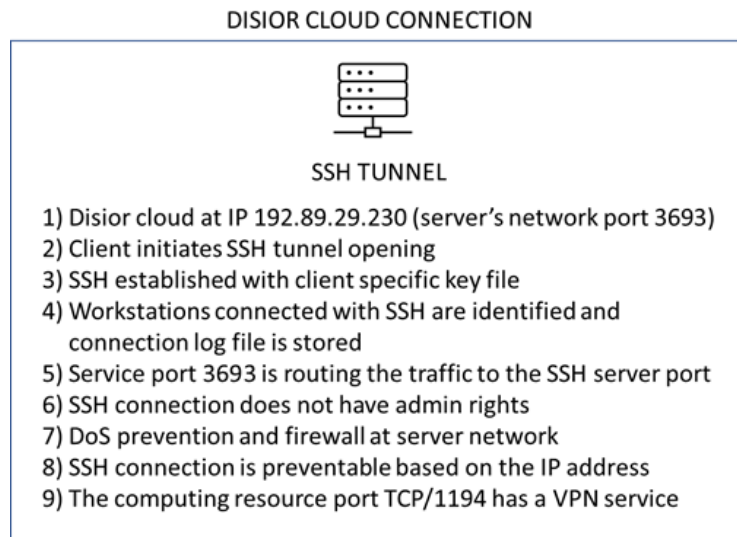 DISIOR CLOUD CONNECTION
SSH TUNNEL
1) Disior cloud at IP 192.89.29.230 (server's network port 3693)
2) Client initiates SSH tunnel opening
3) SSH established with client specific key file
4) Workstations connected with SSH are identified and
connection log file is stored
5) Service port 3693 is routing the traffic to the SSH server port
6) SSH connection does not have admin rights
7) DoS prevention and firewall at server network
8) SSH connection is preventable based on the IP address
9) The computing resource port TCP/1194 has a VPN service